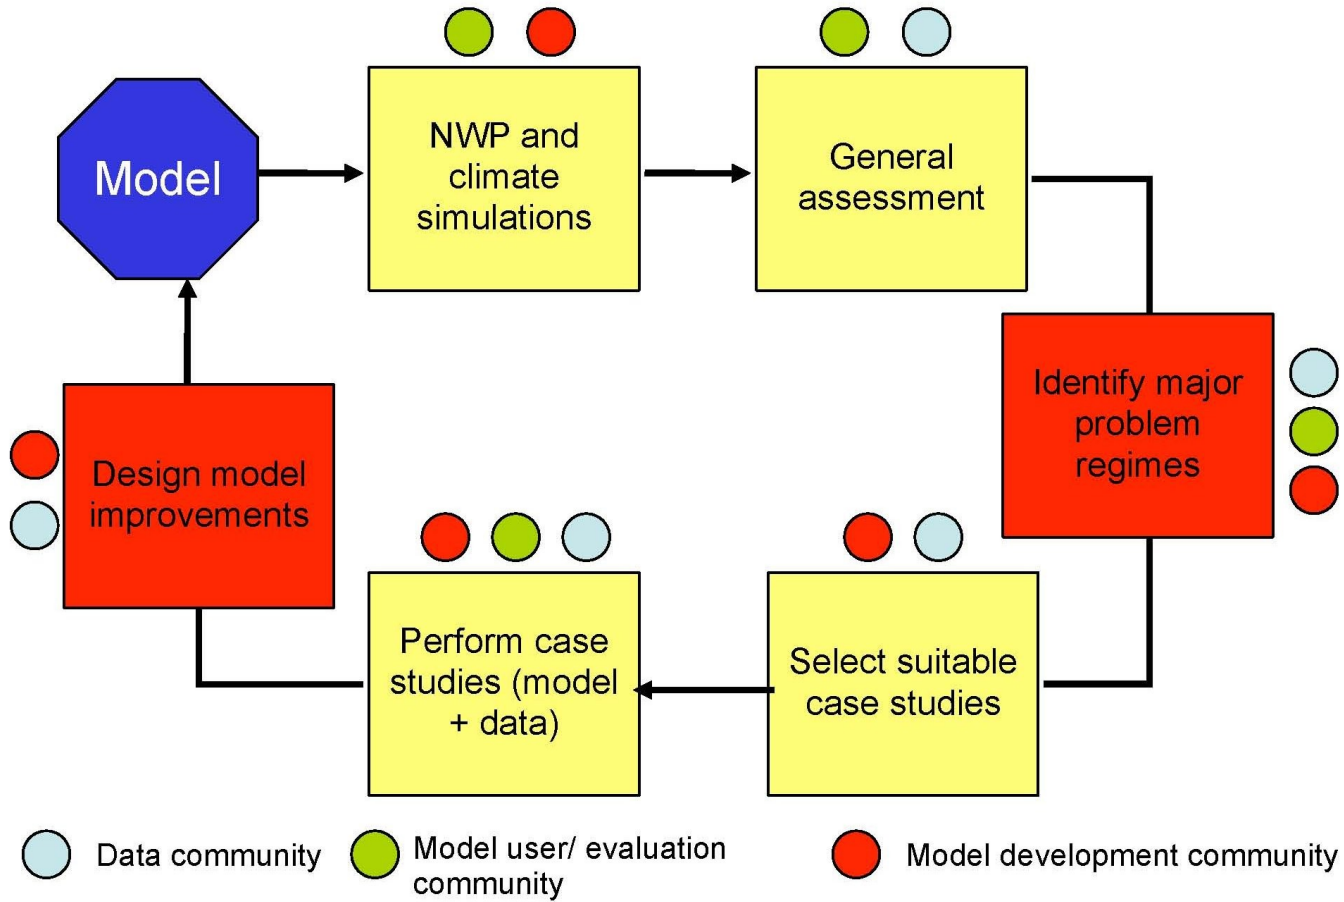 Model
NWP and
climate
simulations
General
assessment
Identify major
problem
regimes
Select suitable
case studies
Perform case
studies (model
+ data)
Design model
improvements
Data community
Model user/ evaluation
community
Model development community